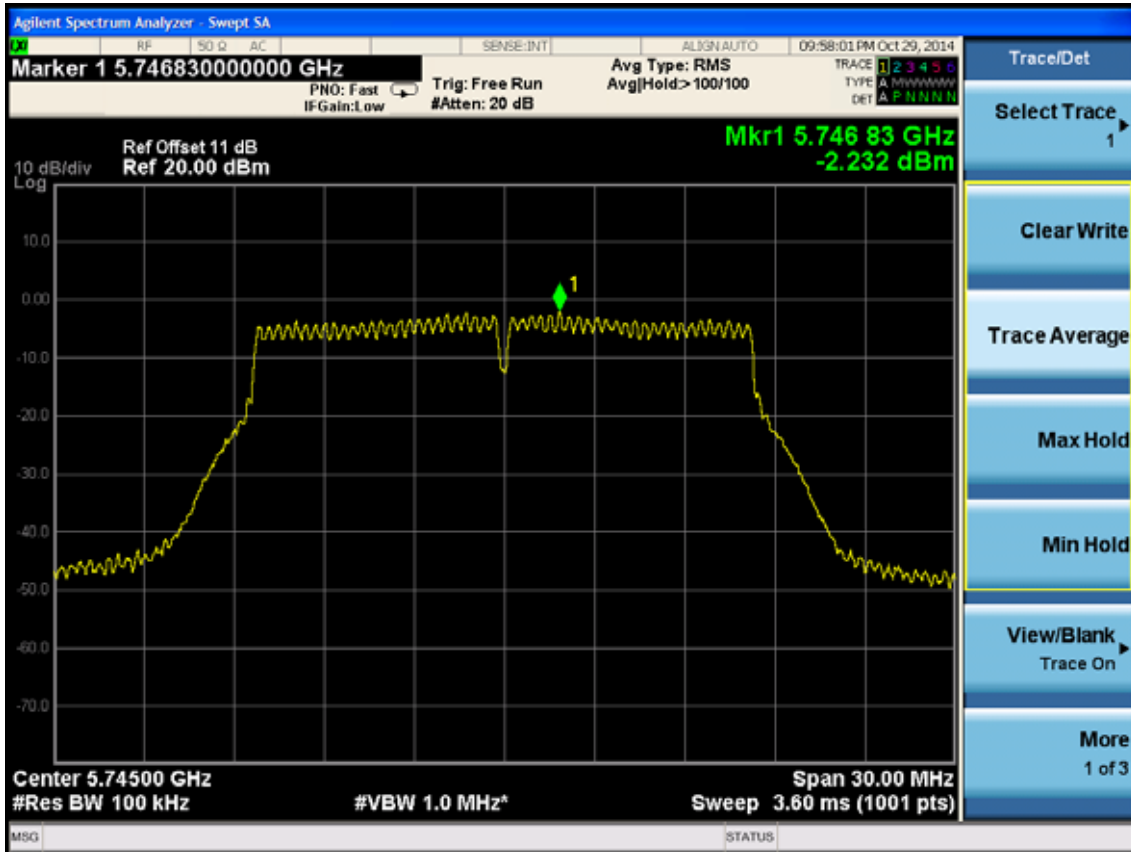 Agilent Spectrum Analyzer - Swept SA
LXI RF 50 Ω AC SENSE:INT ALIGN AUTO 09:58:01 PM Oct 29, 2014
Marker 1 5.746830000000 GHz
PNO: Fast
IFGain:Low
Trig: Free Run
#Atten: 20 dB
Avg Type: RMS
Avg|Hold:>100/100
TRACE 1 2 3 4 5 6
TYPE A M W W W W W
DET A P N N N N
Mkr1 5.746 83 GHz
-2.232 dBm
Ref Offset 11 dB
10 dB/div Ref 20.00 dBm
Log
10.0
1
0.00
-10.0
-20.0
-30.0
-40.0
-50.0
-60.0
-70.0
Center 5.74500 GHz Span 30.00 MHz
#Res BW 100 kHz #VBW 1.0 MHz* Sweep 3.60 ms (1001 pts)
MSG STATUS
Trace/Det
Select Trace
1
Clear Write
Trace Average
Max Hold
Min Hold
View/Blank
Trace On
More
1 of 3